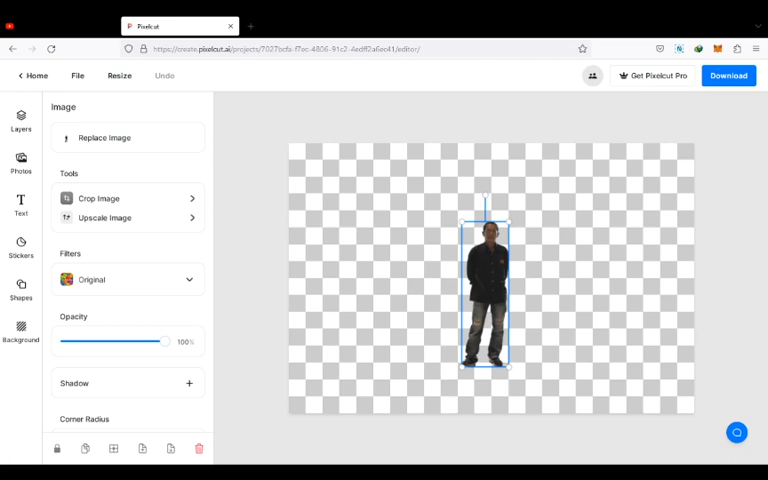 Pixelcut
https://create.pixelcut.ai/projects/7027bcfa-f7ec-4806-91c2-4edff2a6ec41/editor/
Home File Resize Undo Get Pixelcut Pro Download
Image
Layers
Replace Image
Photos
Tools
Crop Image
Text
Upscale Image
Stickers
Filters
Original
Shapes
Opacity
Background
100%
Shadow
Corner Radius